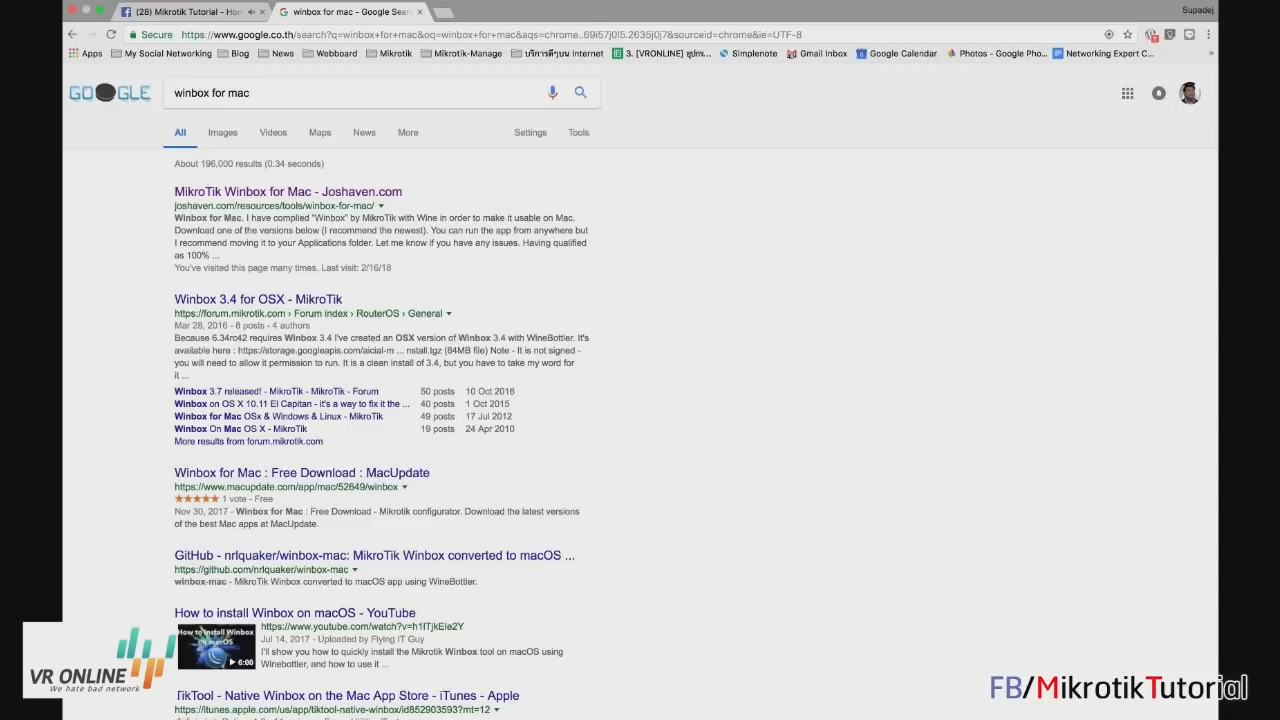 (28) Mikrotik Tutorial - Hom
winbox for mac - Google Sear
Supadej
Secure https://www.google.co.th/search?q=winbox+for+mac&oq=winbox+for+mac&aqs=chrome..69i57j0l5.2635j0j7&sourceid=chrome&ie=UTF-8
Apps My Social Networking Blog News Webboard Mikrotik Mikrotik-Manage บริการดีๆบน Internet 3. [VRONLINE] อุปก... Simplenote Gmail Inbox Google Calendar Photos - Google Pho... Networking Expert C... »
GOOGLE winbox for mac
All Images Videos Maps News More Settings Tools
About 196,000 results (0.34 seconds)
MikroTik Winbox for Mac - Joshaven.com
joshaven.com/resources/tools/winbox-for-mac/
Winbox for Mac. I have complied "Winbox" by MikroTik with Wine in order to make it usable on Mac.
Download one of the versions below (I recommend the newest). You can run the app from anywhere but
I recommend moving it to your Applications folder. Let me know if you have any issues. Having qualified
as 100% ...
You've visited this page many times. Last visit: 2/16/18
Winbox 3.4 for OSX - MikroTik
https://forum.mikrotik.com › Forum index › RouterOS › General
Mar 28, 2016 - 8 posts - 4 authors
Because 6.34rc42 requires Winbox 3.4 I've created an OSX version of Winbox 3.4 with WineBottler. It's
available here : https://storage.googleapis.com/aicial-m ... nstall.tgz (64MB file) Note - It is not signed -
you will need to allow it permission to run. It is a clean install of 3.4, but you have to take my word for
it ...
Winbox 3.7 released! - MikroTik - MikroTik - Forum 50 posts 10 Oct 2016
Winbox on OS X 10.11 El Capitan - it's a way to fix it the ... 40 posts 1 Oct 2015
Winbox for Mac OSx & Windows & Linux - MikroTik 49 posts 17 Jul 2012
Winbox On Mac OS X - MikroTik 19 posts 24 Apr 2010
More results from forum.mikrotik.com
Winbox for Mac : Free Download : MacUpdate
https://www.macupdate.com/app/mac/52649/winbox
1 vote - Free
Nov 30, 2017 - Winbox for Mac : Free Download - Mikrotik configurator. Download the latest versions
of the best Mac apps at MacUpdate.
GitHub - nrlquaker/winbox-mac: MikroTik Winbox converted to macOS ...
https://github.com/nrlquaker/winbox-mac
winbox-mac - MikroTik Winbox converted to macOS app using WineBottler.
How to install Winbox on macOS - YouTube
https://www.youtube.com/watch?v=h1ITjkEIe2Y
Jul 14, 2017 - Uploaded by Flying IT Guy
I'll show you how to quickly install the Mikrotik Winbox tool on macOS using
Winebottler, and how to use it ...
How to install Winbox
on macOS
6:00
TikTool - Native Winbox on the Mac App Store - iTunes - Apple
https://itunes.apple.com/us/app/tiktool-native-winbox/id852903593?mt=12
VR ONLINE
We hate bad network
FB/MikrotikTutorial